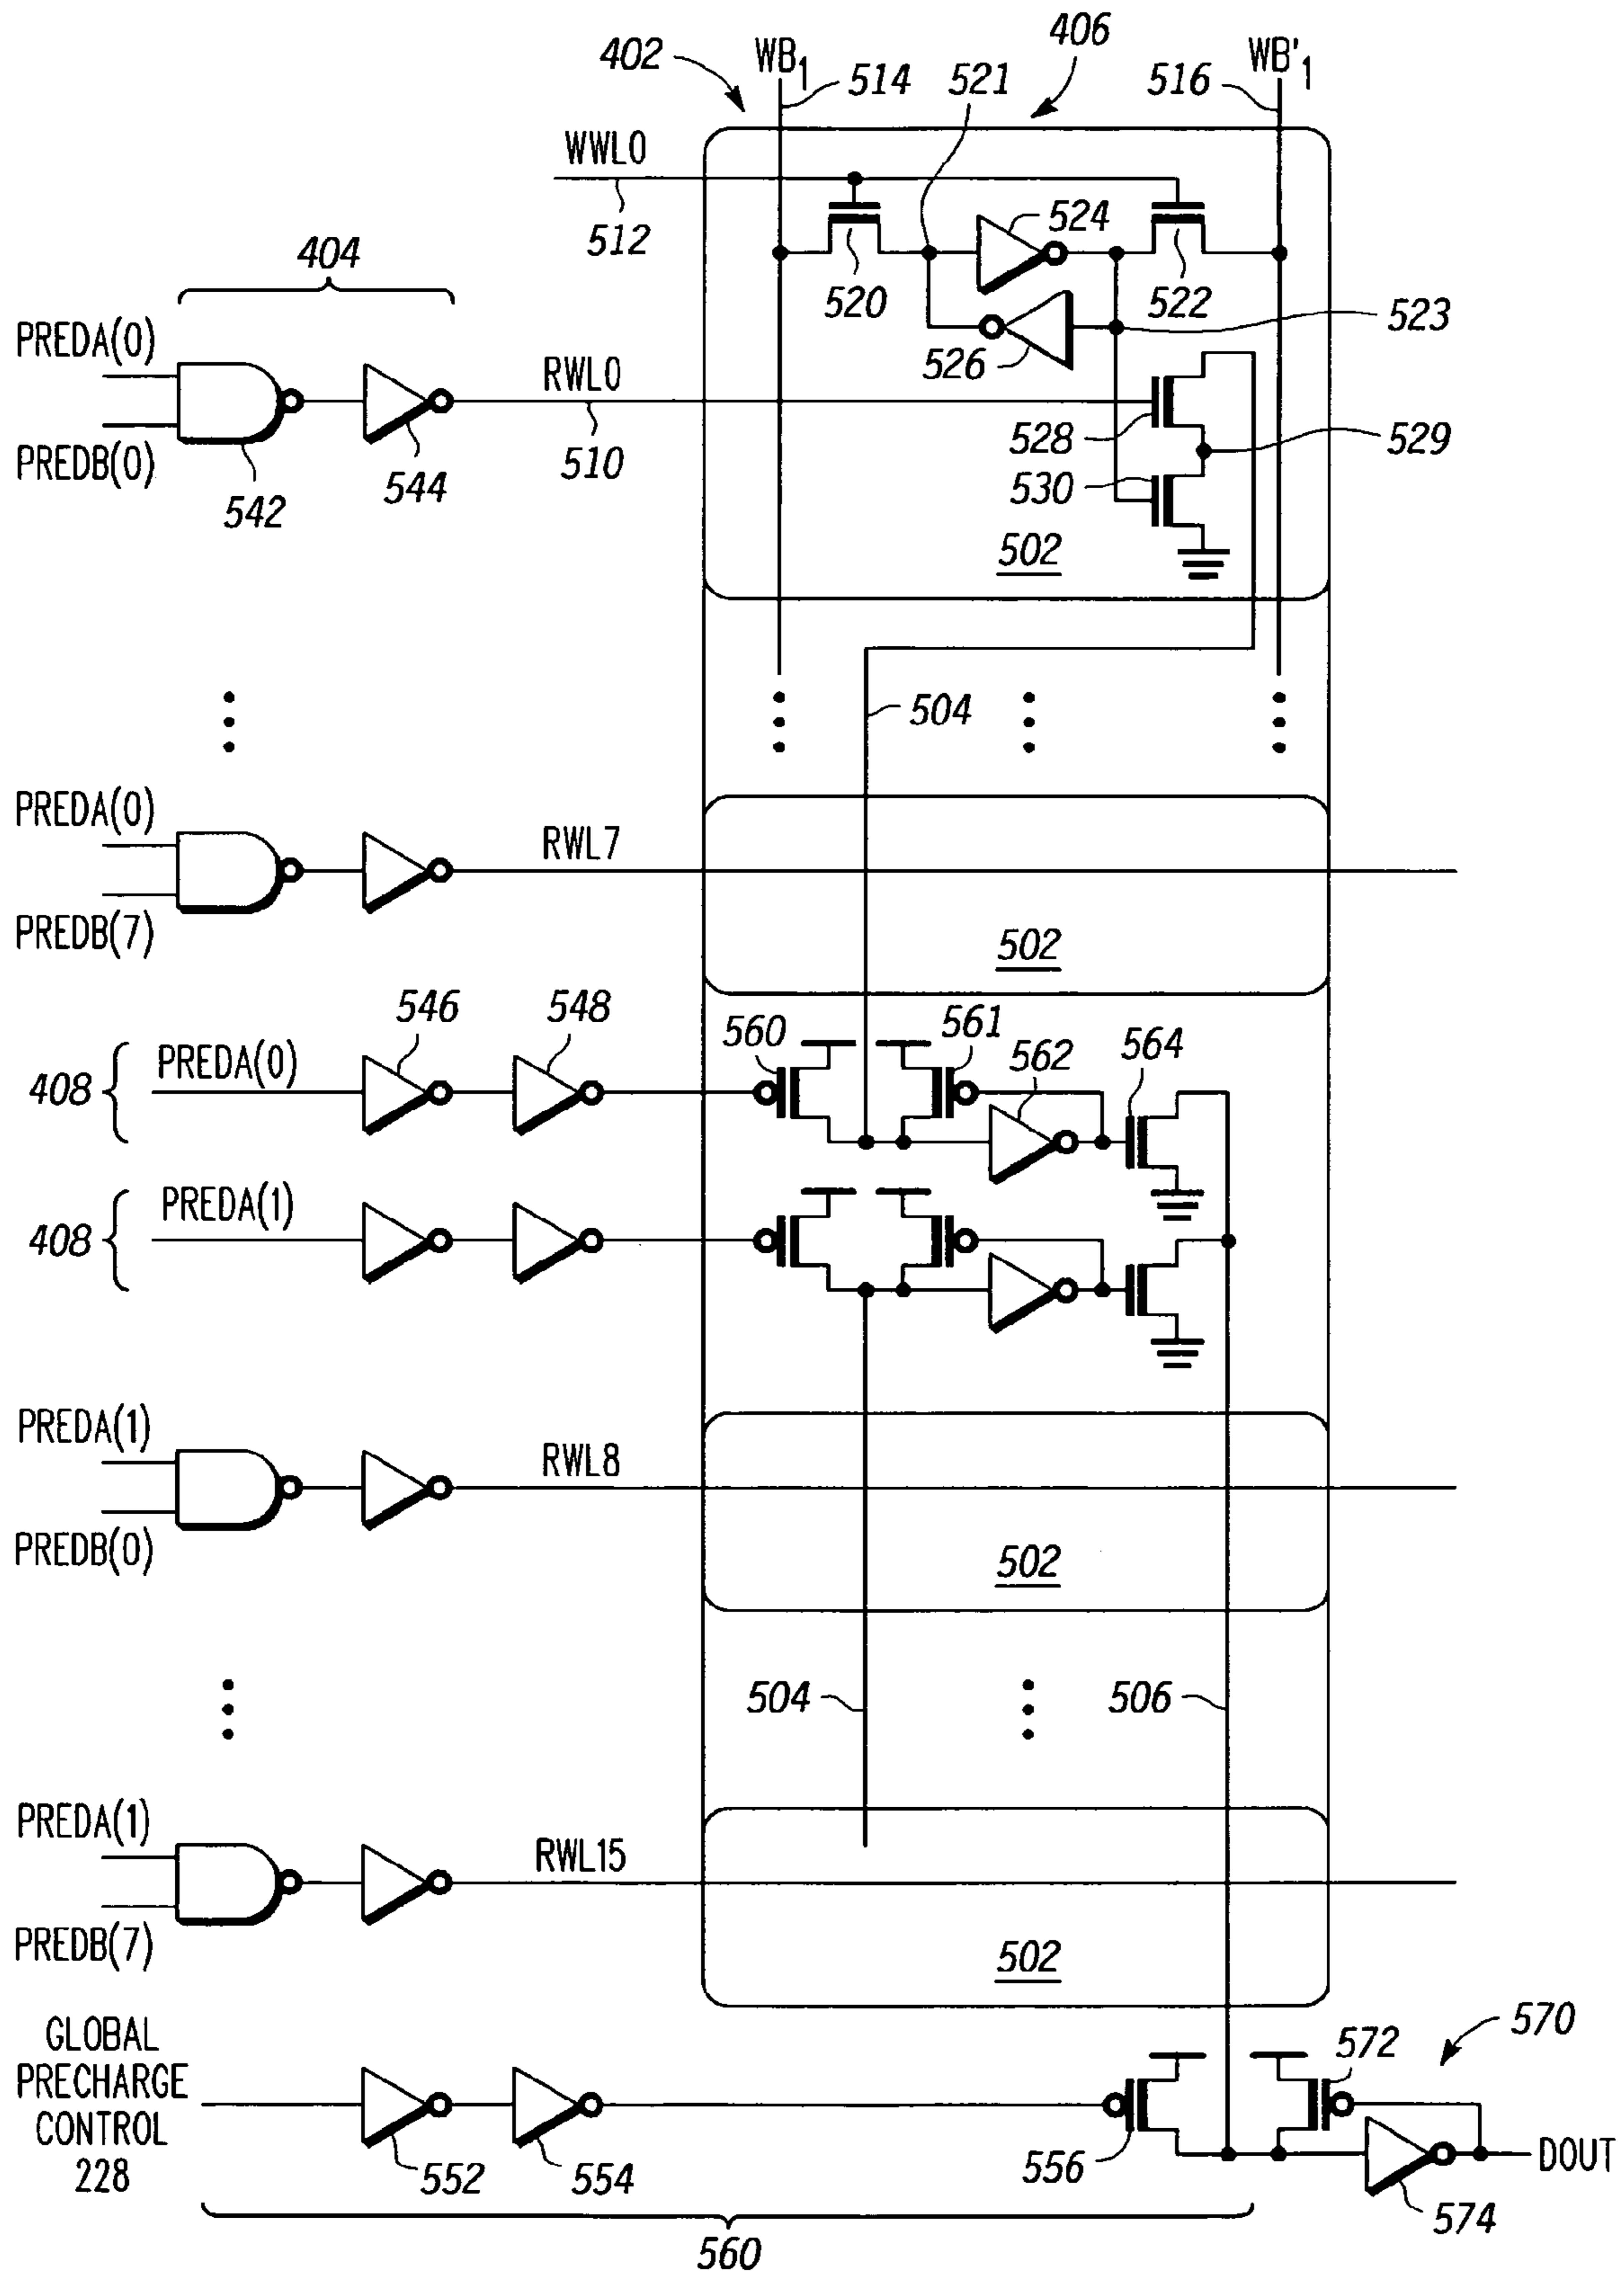 402
WB1
514
521
406
WB'1
516
WWL0
512
520
524
522
523
526
404
PREDA(0)
PREDB(0)
542
544
RWL0
510
528
529
530
502
504
PREDA(0)
PREDB(7)
RWL7
502
408
PREDA(0)
546
548
560
561
562
564
408
PREDA(1)
PREDA(1)
PREDB(0)
RWL8
502
504
506
PREDA(1)
PREDB(7)
RWL15
502
GLOBAL
PRECHARGE
CONTROL
228
552
554
556
572
570
DOUT
574
560